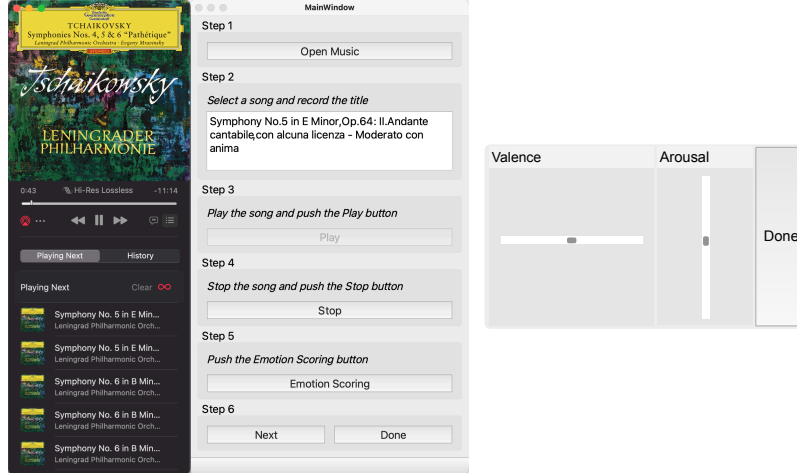 Deutsche
Grammophon
TCHAIKOVSKY
Symphonies Nos. 4, 5 & 6 “Pathétique”
Leningrad Philharmonic Orchestra · Evgeny Mravinsky
Tschaikowsky
LENINGRADER
PHILHARMONIE
0:43
Hi-Res Lossless
-11:14
Playing Next
History
Playing Next
Clear
Symphony No. 5 in E Min...
Leningrad Philharmonic Orch...
Symphony No. 5 in E Min...
Leningrad Philharmonic Orch...
Symphony No. 6 in B Min...
Leningrad Philharmonic Orch...
Symphony No. 6 in B Min...
Leningrad Philharmonic Orch...
Symphony No. 6 in B Min...
Leningrad Philharmonic Orch...
MainWindow
Step 1
Open Music
Step 2
Select a song and record the title
Symphony No.5 in E Minor,Op.64: II.Andante
cantabile,con alcuna licenza - Moderato con
anima
Step 3
Play the song and push the Play button
Play
Step 4
Stop the song and push the Stop button
Stop
Step 5
Push the Emotion Scoring button
Emotion Scoring
Step 6
Next
Done
Valence
Arousal
Done